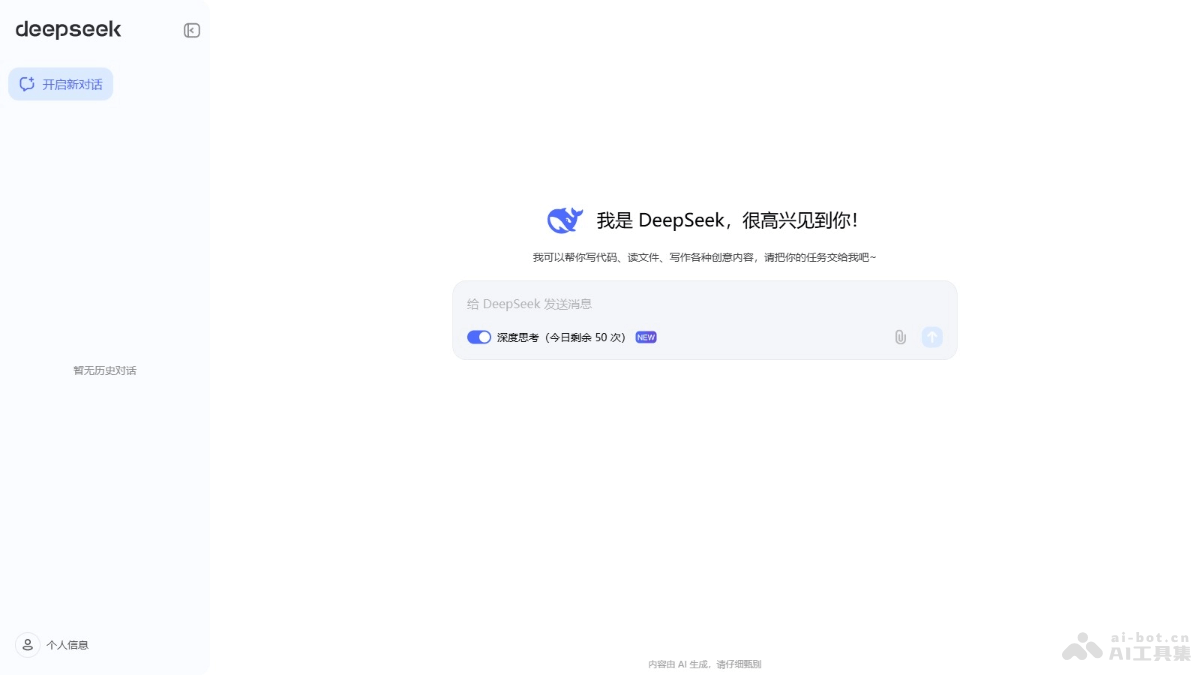 deepseek
开启新对话
暂无历史对话
个人信息
我是 DeepSeek，很高兴见到你！
我可以帮你写代码、读文件、写作各种创意内容，请把你的任务交给我吧~
给 DeepSeek 发送消息
深度思考（今日剩余 50 次） NEW
内容由 AI 生成，请仔细甄别
ai-bot.cn
AI工具集